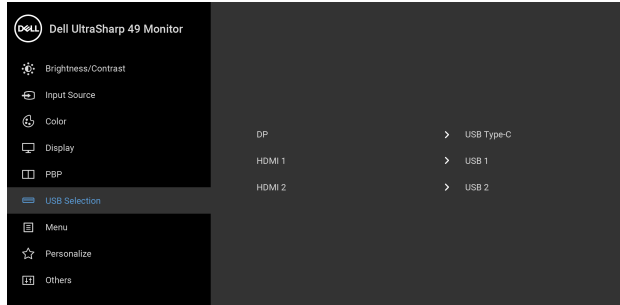 DELL Dell UltraSharp 49 Monitor
Brightness/Contrast
Input Source
Color
Display
PBP
USB Selection
Menu
Personalize
Others
DP > USB Type-C
HDMI 1 > USB 1
HDMI 2 > USB 2